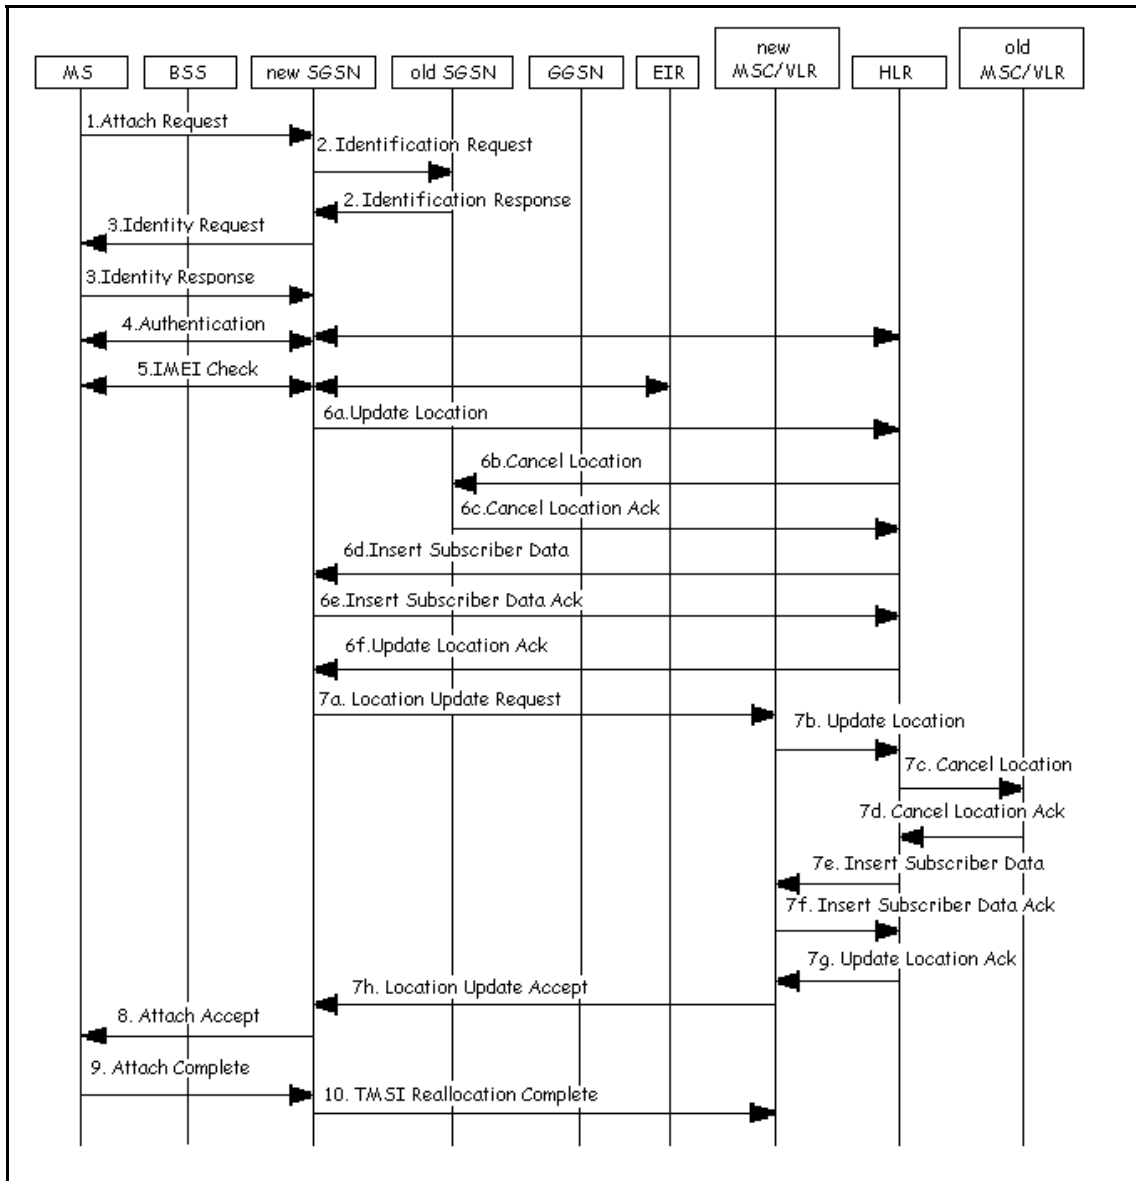 new
old
MS
BSS
new SGSN
old SGSN
GGSN
EIR
MSC/VLR
HLR
MSC/VLR
1.Attach Request
2.Identification Request
2.Identification Response
3.Identity Request
3.Identity Response
4.Authentication
5.IMEI Check
6a.Update Location
6b.Cancel Location
6c.Cancel Location Ack
6d.Insert Subscriber Data
6e.Insert Subscriber Data Ack
6f.Update Location Ack
7a. Location Update Request
7b. Update Location
7c. Cancel Location
7d. Cancel Location Ack
7e. Insert Subscriber Data
7f. Insert Subscriber Data Ack
7g. Update Location Ack
7h. Location Update Accept
8. Attach Accept
9. Attach Complete
10. TMSI Reallocation Complete